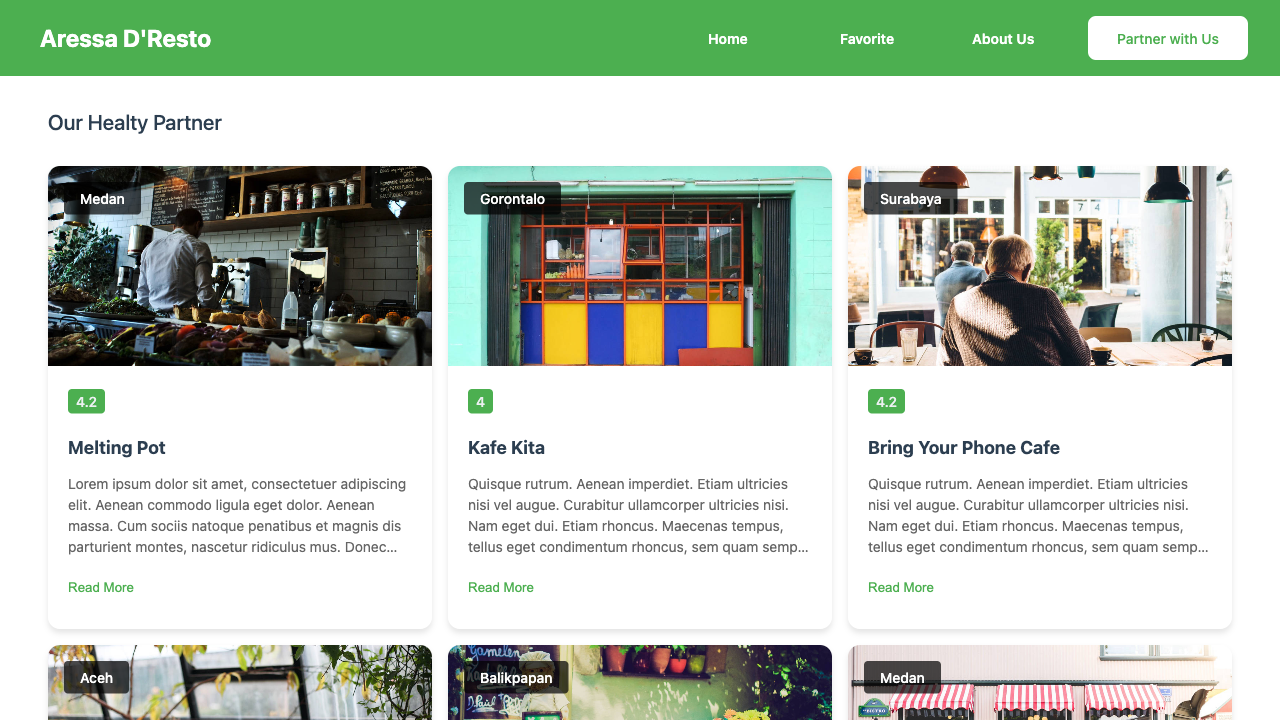 Aressa D'Resto
Home
Favorite
About Us
Partner with Us
Our Healty Partner
Medan
Gorontalo
Surabaya
4.2
Melting Pot
Lorem ipsum dolor sit amet, consectetuer adipiscing
elit. Aenean commodo ligula eget dolor. Aenean
massa. Cum sociis natoque penatibus et magnis dis
parturient montes, nascetur ridiculus mus. Donec...
Read More
4
Kafe Kita
Quisque rutrum. Aenean imperdiet. Etiam ultricies
nisi vel augue. Curabitur ullamcorper ultricies nisi.
Nam eget dui. Etiam rhoncus. Maecenas tempus,
tellus eget condimentum rhoncus, sem quam semp...
Read More
4.2
Bring Your Phone Cafe
Quisque rutrum. Aenean imperdiet. Etiam ultricies
nisi vel augue. Curabitur ullamcorper ultricies nisi.
Nam eget dui. Etiam rhoncus. Maecenas tempus,
tellus eget condimentum rhoncus, sem quam semp...
Read More
Aceh
Balikpapan
Medan
BISTRO